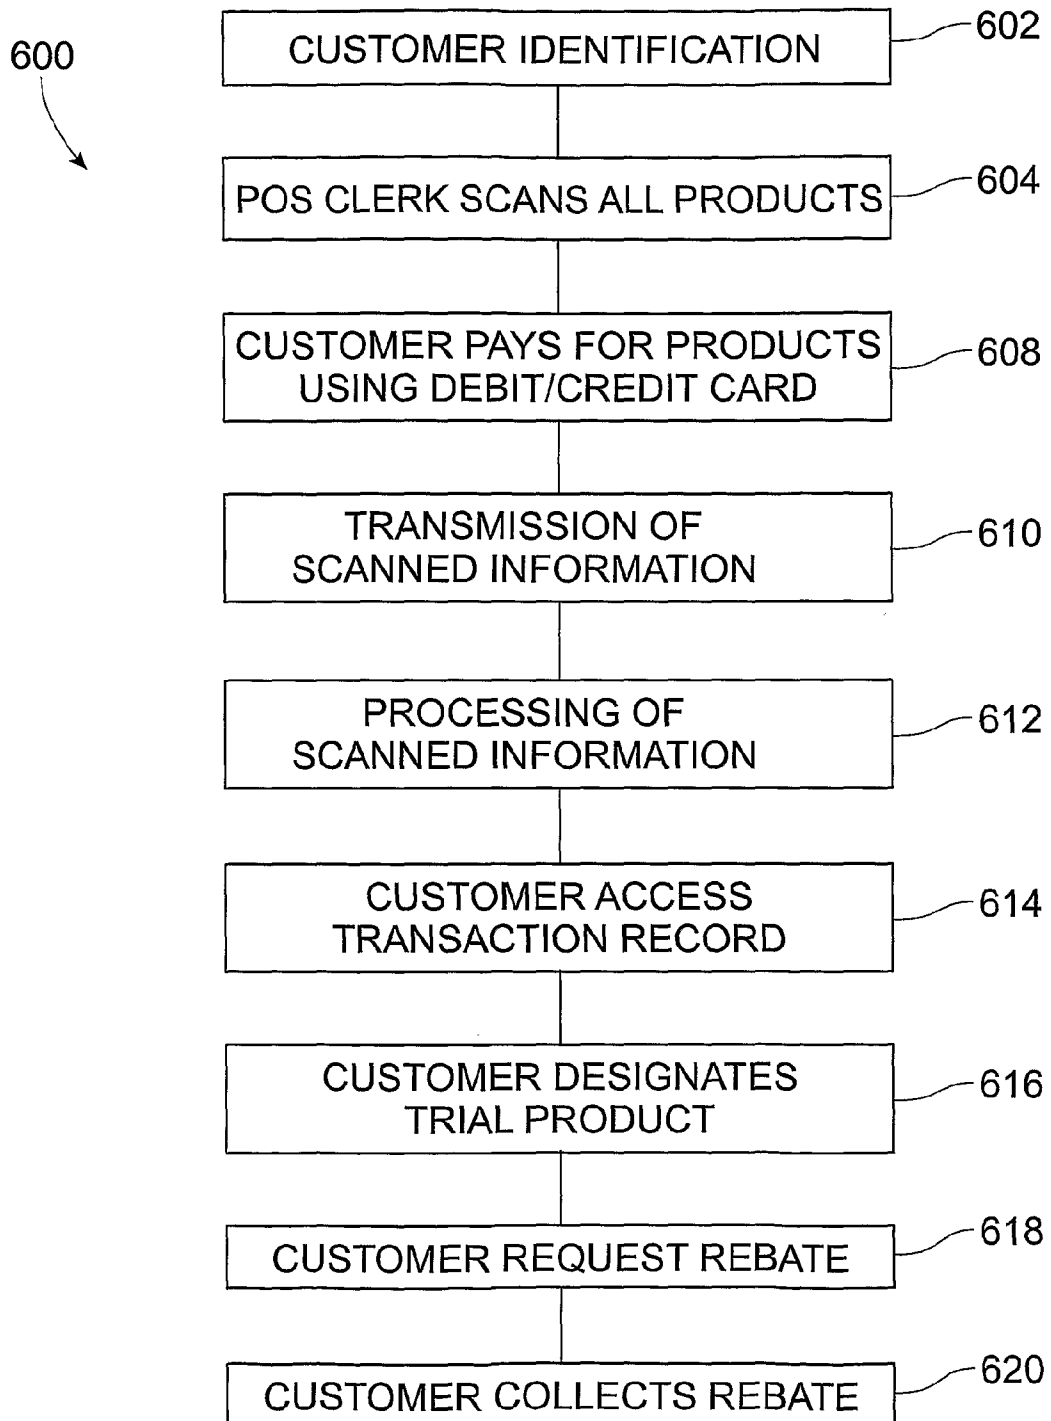 600
CUSTOMER IDENTIFICATION
602
POS CLERK SCANS ALL PRODUCTS
604
CUSTOMER PAYS FOR PRODUCTS
USING DEBIT/CREDIT CARD
608
TRANSMISSION OF
SCANNED INFORMATION
610
PROCESSING OF
SCANNED INFORMATION
612
CUSTOMER ACCESS
TRANSACTION RECORD
614
CUSTOMER DESIGNATES
TRIAL PRODUCT
616
CUSTOMER REQUEST REBATE
618
CUSTOMER COLLECTS REBATE
620